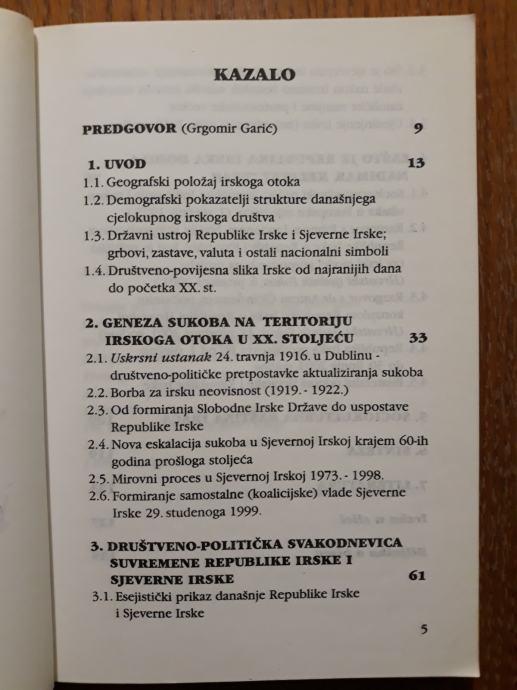 KAZALO
PREDGOVOR (Grgomir Garić) 9
1. UVOD 13
1.1. Geografski položaj irskoga otoka
1.2. Demografski pokazatelji strukture današnjega
cjelokupnog irskoga društva
1.3. Državni ustroj Republike Irske i Sjeverne Irske;
grbovi, zastave, valuta i ostali nacionalni simboli
1.4. Društveno-povijesna slika Irske od najranijih dana
do početka XX. st.
2. GENEZA SUKOBA NA TERITORIJU
IRSKOGA OTOKA U XX. STOLJEĆU 33
2.1. Uskrsni ustanak 24. travnja 1916. u Dublinu -
društveno-političke pretpostavke aktualiziranja sukoba
2.2. Borba za irsku neovisnost (1919. - 1922.)
2.3. Od formiranja Slobodne Irske Države do uspostave
Republike Irske
2.4. Nova eskalacija sukoba u Sjevernoj Irskoj krajem 60-ih
godina prošloga stoljeća
2.5. Mirovni proces u Sjevernoj Irskoj 1973. - 1998.
2.6. Formiranje samostalne (koalicijske) vlade Sjeverne
Irske 29. studenoga 1999.
3. DRUŠTVENO-POLITIČKA SVAKODNEVICA
SUVREMENE REPUBLIKE IRSKE I
SJEVERNE IRSKE 61
3.1. Esejistički prikaz današnje Republike Irske
i Sjeverne Irske
5